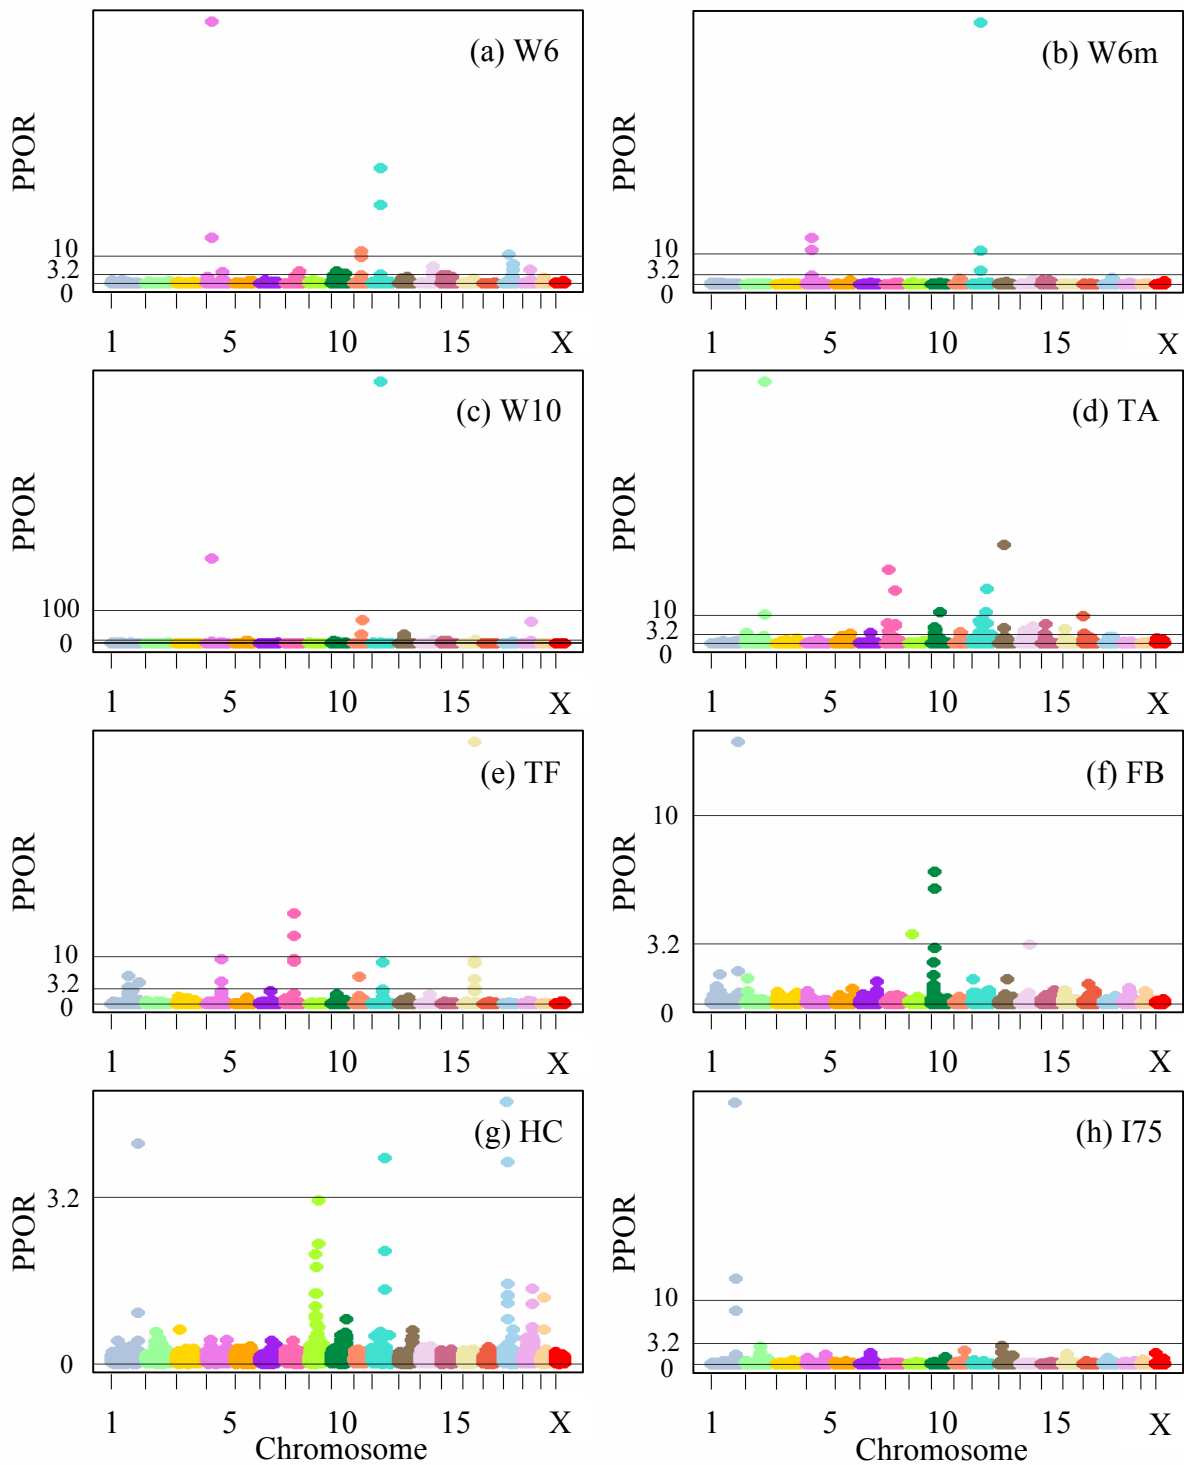 (a) W6
PPOR
10
3.2
0
1 5 10 15 X
(b) W6m
PPOR
10
3.2
0
1 5 10 15 X
(c) W10
PPOR
100
0
1 5 10 15 X
(d) TA
PPOR
10
3.2
0
1 5 10 15 X
(e) TF
PPOR
10
3.2
0
1 5 10 15 X
(f) FB
PPOR
10
3.2
0
1 5 10 15 X
(g) HC
PPOR
3.2
0
1 5 10 15 X
Chromosome
(h) I75
PPOR
10
3.2
0
1 5 10 15 X
Chromosome